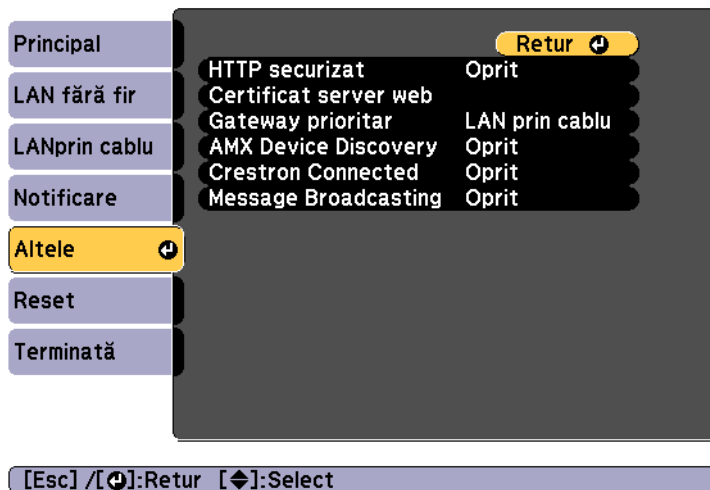 Principal
LAN fără fir
LANprin cablu
Notificare
Altele
Reset
Terminată
Retur
HTTP securizat Oprit
Certificat server web
Gateway prioritar LAN prin cablu
AMX Device Discovery Oprit
Crestron Connected Oprit
Message Broadcasting Oprit
[Esc] /[⏎]:Retur [◆]:Select